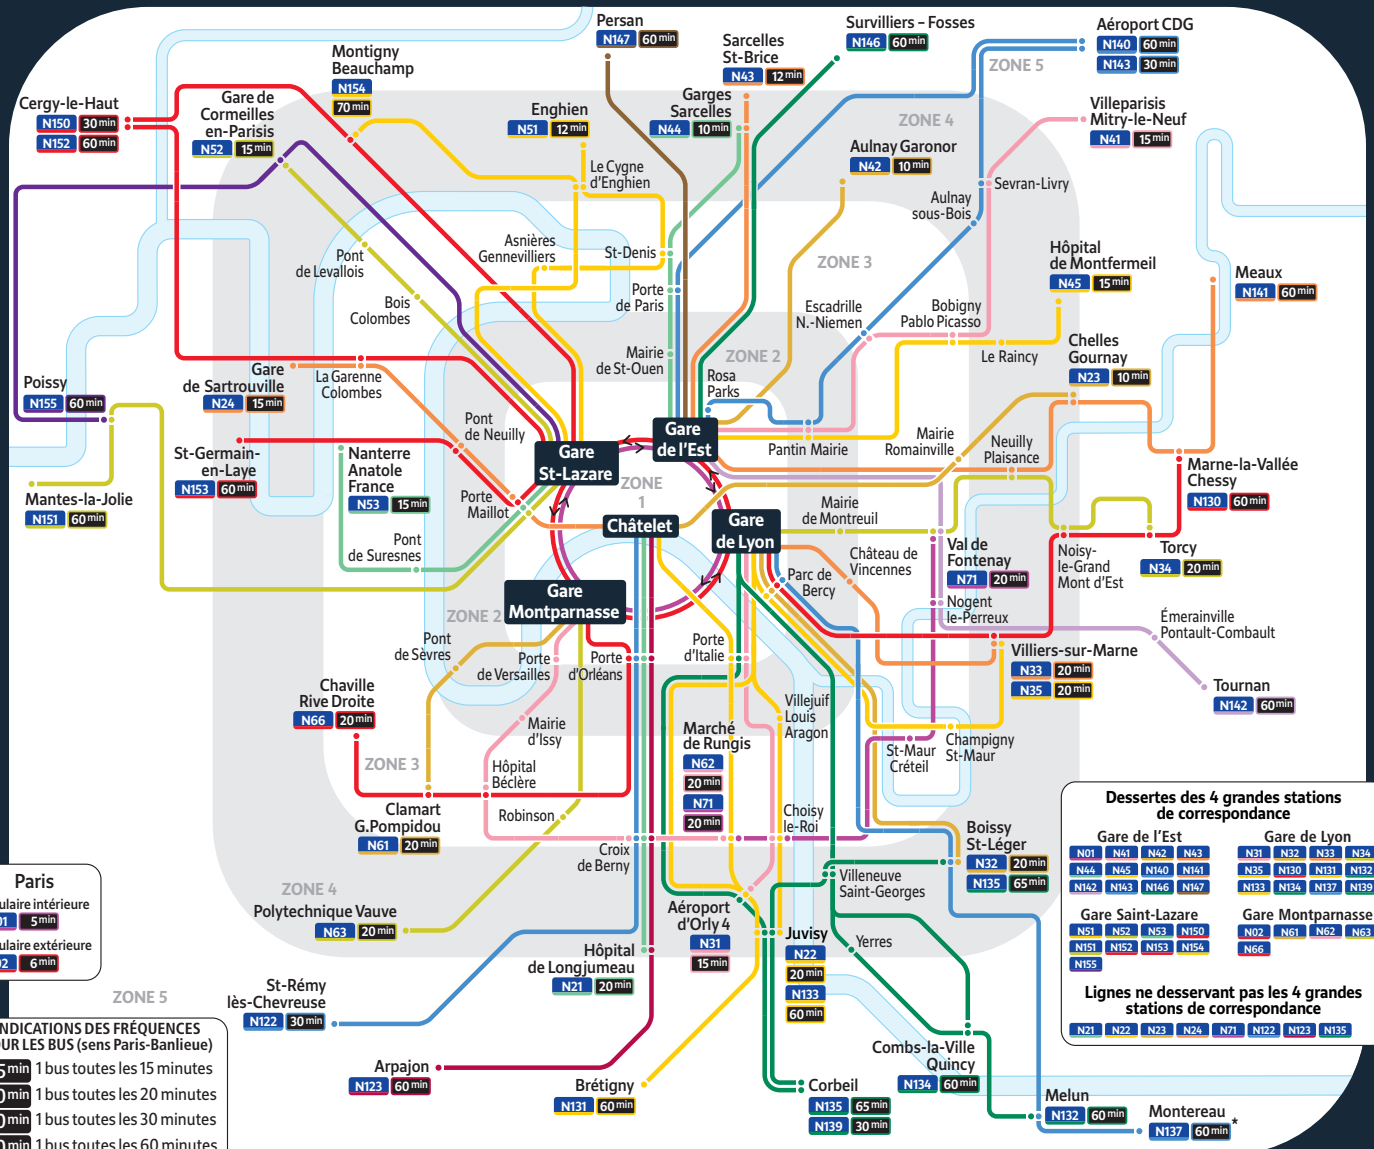 Persan
N147 60 min
Survilliers – Fosses
N146 60 min
Aéroport CDG
N140 60 min
N143 30 min
Sarcelles
St-Brice
N43 12 min
Montigny
Beauchamp
N154
70 min
ZONE 5
Cergy-le-Haut
N150 30 min
N152 60 min
Gare de
Cormeilles
en-Parisis
N52 15 min
Enghien
N51 12 min
Garges
Sarcelles
N44 10 min
ZONE 4
Villeparisis
Mitry-le-Neuf
N41 15 min
Aulnay Garonor
N42 10 min
Le Cygne
d'Enghien
Sevran-Livry
Aulnay
sous-Bois
Asnières
Gennevilliers
St-Denis
Pont
de Levallois
ZONE 3
Hôpital
de Montfermeil
N45 15 min
Meaux
N141 60 min
Porte
de Paris
Bois
Colombes
Escadrille
N.-Niemen
Bobigny
Pablo Picasso
Mairie
de St-Ouen
ZONE 2
Le Raincy
Chelles
Gournay
N23 10 min
Rosa
Parks
Poissy
N155 60 min
Gare
de Sartrouville
N24 15 min
La Garenne
Colombes
Pont
de Neuilly
Gare
de l'Est
Pantin Mairie
Mairie
Romainville
Neuilly
Plaisance
St-Germain-
en-Laye
N153 60 min
Nanterre
Anatole
France
N53 15 min
Gare
St-Lazare
ZONE
1
Marne-la-Vallée
Chessy
N130 60 min
Mantes-la-Jolie
N151 60 min
Porte
Maillot
Châtelet
Gare
de Lyon
Mairie
de Montreuil
Pont
de Suresnes
Val de
Fontenay
N71 20 min
Noisy-
le-Grand
Mont d'Est
Torcy
N34 20 min
Château de
Vincennes
Parc de
Bercy
Gare
Montparnasse
Nogent
le-Perreux
ZONE 2
Émerainville
Pontault-Combault
Pont
de Sèvres
Porte
de Versailles
Porte
d'Orléans
Porte
d'Italie
Villiers-sur-Marne
N33 20 min
N35 20 min
Tournan
N142 60 min
Chaville
Rive Droite
N66 20 min
Mairie
d'Issy
Villejuif
Louis
Aragon
Marché
de Rungis
N62
20 min
N71
20 min
St-Maur
Créteil
Champigny
St-Maur
ZONE 3
Hôpital
Béclère
Clamart
G.Pompidou
N61 20 min
Robinson
Croix
de Berny
Choisy
le-Roi
Boissy
St-Léger
N32 20 min
N135 65 min
Villeneuve
Saint-Georges
ZONE 4
Polytechnique Vauve
N63 20 min
Aéroport
d'Orly 4
N31
15 min
Juvisy
N22
20 min
N133
60 min
Yerres
Hôpital
de Longjumeau
N21 20 min
St-Rémy
lès-Chevreuse
N122 30 min
ZONE 5
Arpajon
N123 60 min
Brétigny
N131 60 min
Corbeil
N135 65 min
N139 30 min
Combs-la-Ville
Quincy
N134 60 min
Melun
N132 60 min
Montereau
N137 60 min *
Paris
ulaire intérieure
01 5 min
ulaire extérieure
02 6 min
NDICATIONS DES FRÉQUENCES
UR LES BUS (sens Paris-Banlieue)
5 min 1 bus toutes les 15 minutes
0 min 1 bus toutes les 20 minutes
0 min 1 bus toutes les 30 minutes
0 min 1 bus toutes les 60 minutes
Dessertes des 4 grandes stations
de correspondance
Gare de l'Est
N01 N41 N42 N43
N44 N45 N140 N141
N142 N143 N146 N147
Gare de Lyon
N31 N32 N33 N34
N35 N130 N131 N132
N133 N134 N137 N139
Gare Saint-Lazare
N51 N52 N53 N150
N151 N152 N153 N154
N155
Gare Montparnasse
N02 N61 N62 N63
N66
Lignes ne desservant pas les 4 grandes
stations de correspondance
N21 N22 N23 N24 N71 N122 N123 N135